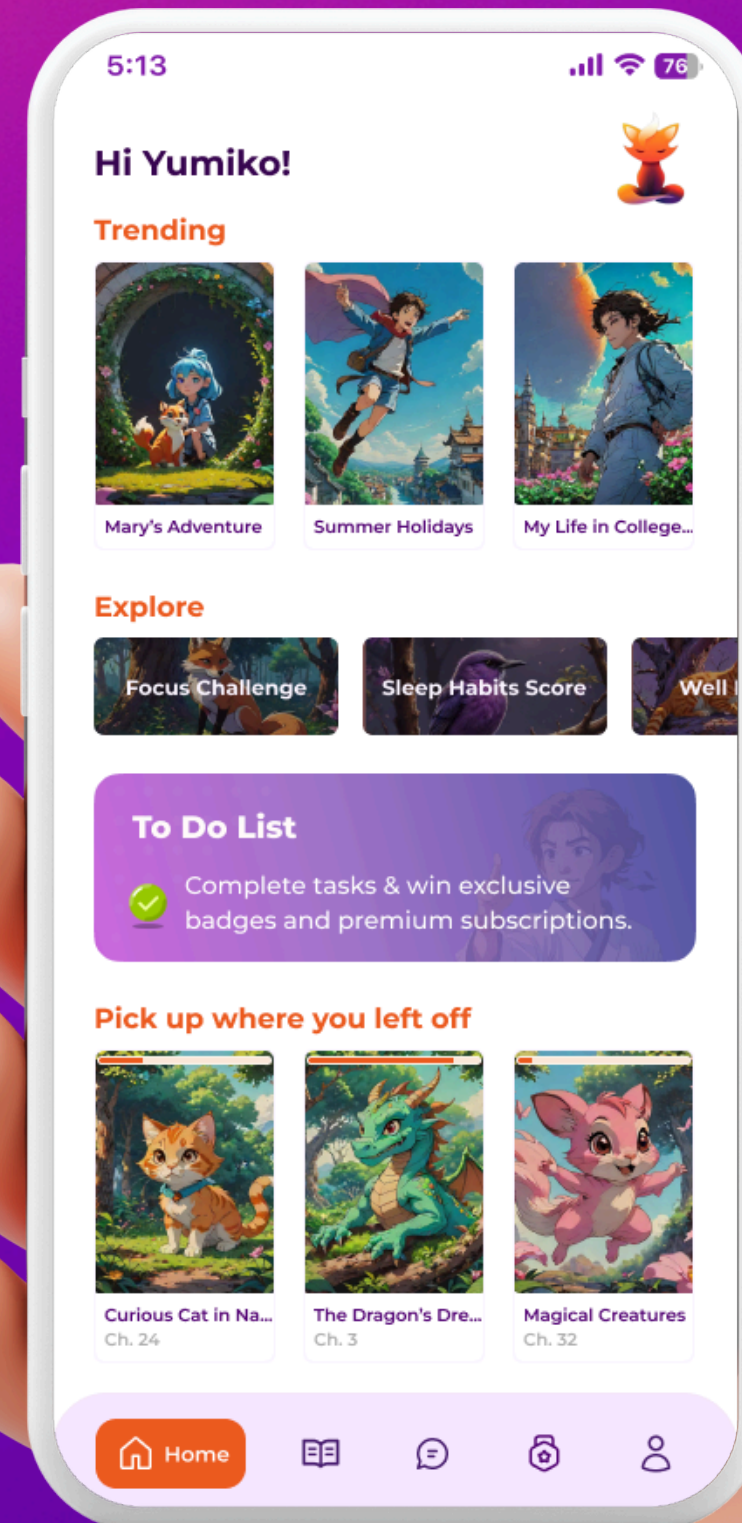 5:13
76
Hi Yumiko!
Trending
Mary's Adventure
Summer Holidays
My Life in College...
Explore
Focus Challenge
Sleep Habits Score
Well
To Do List
Complete tasks & win exclusive
badges and premium subscriptions.
Pick up where you left off
Curious Cat in Na...
The Dragon's Dre...
Magical Creatures
Ch. 24
Ch. 3
Ch. 32
Home